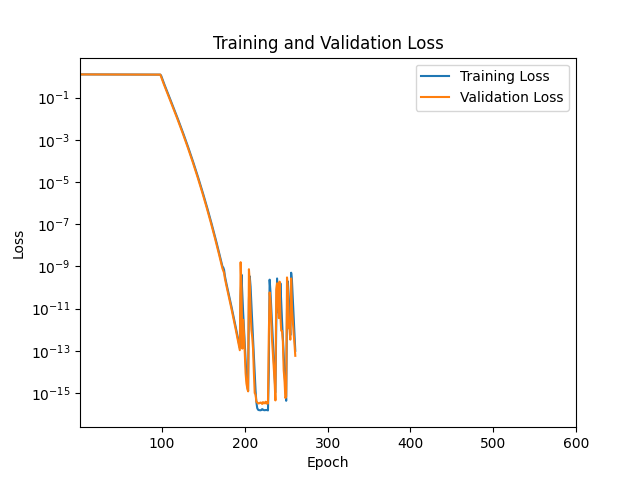 Training and Validation Loss
Training Loss
Validation Loss
Loss
10⁻¹
10⁻³
10⁻⁵
10⁻⁷
10⁻⁹
10⁻¹¹
10⁻¹³
10⁻¹⁵
100 200 300 400 500 600
Epoch